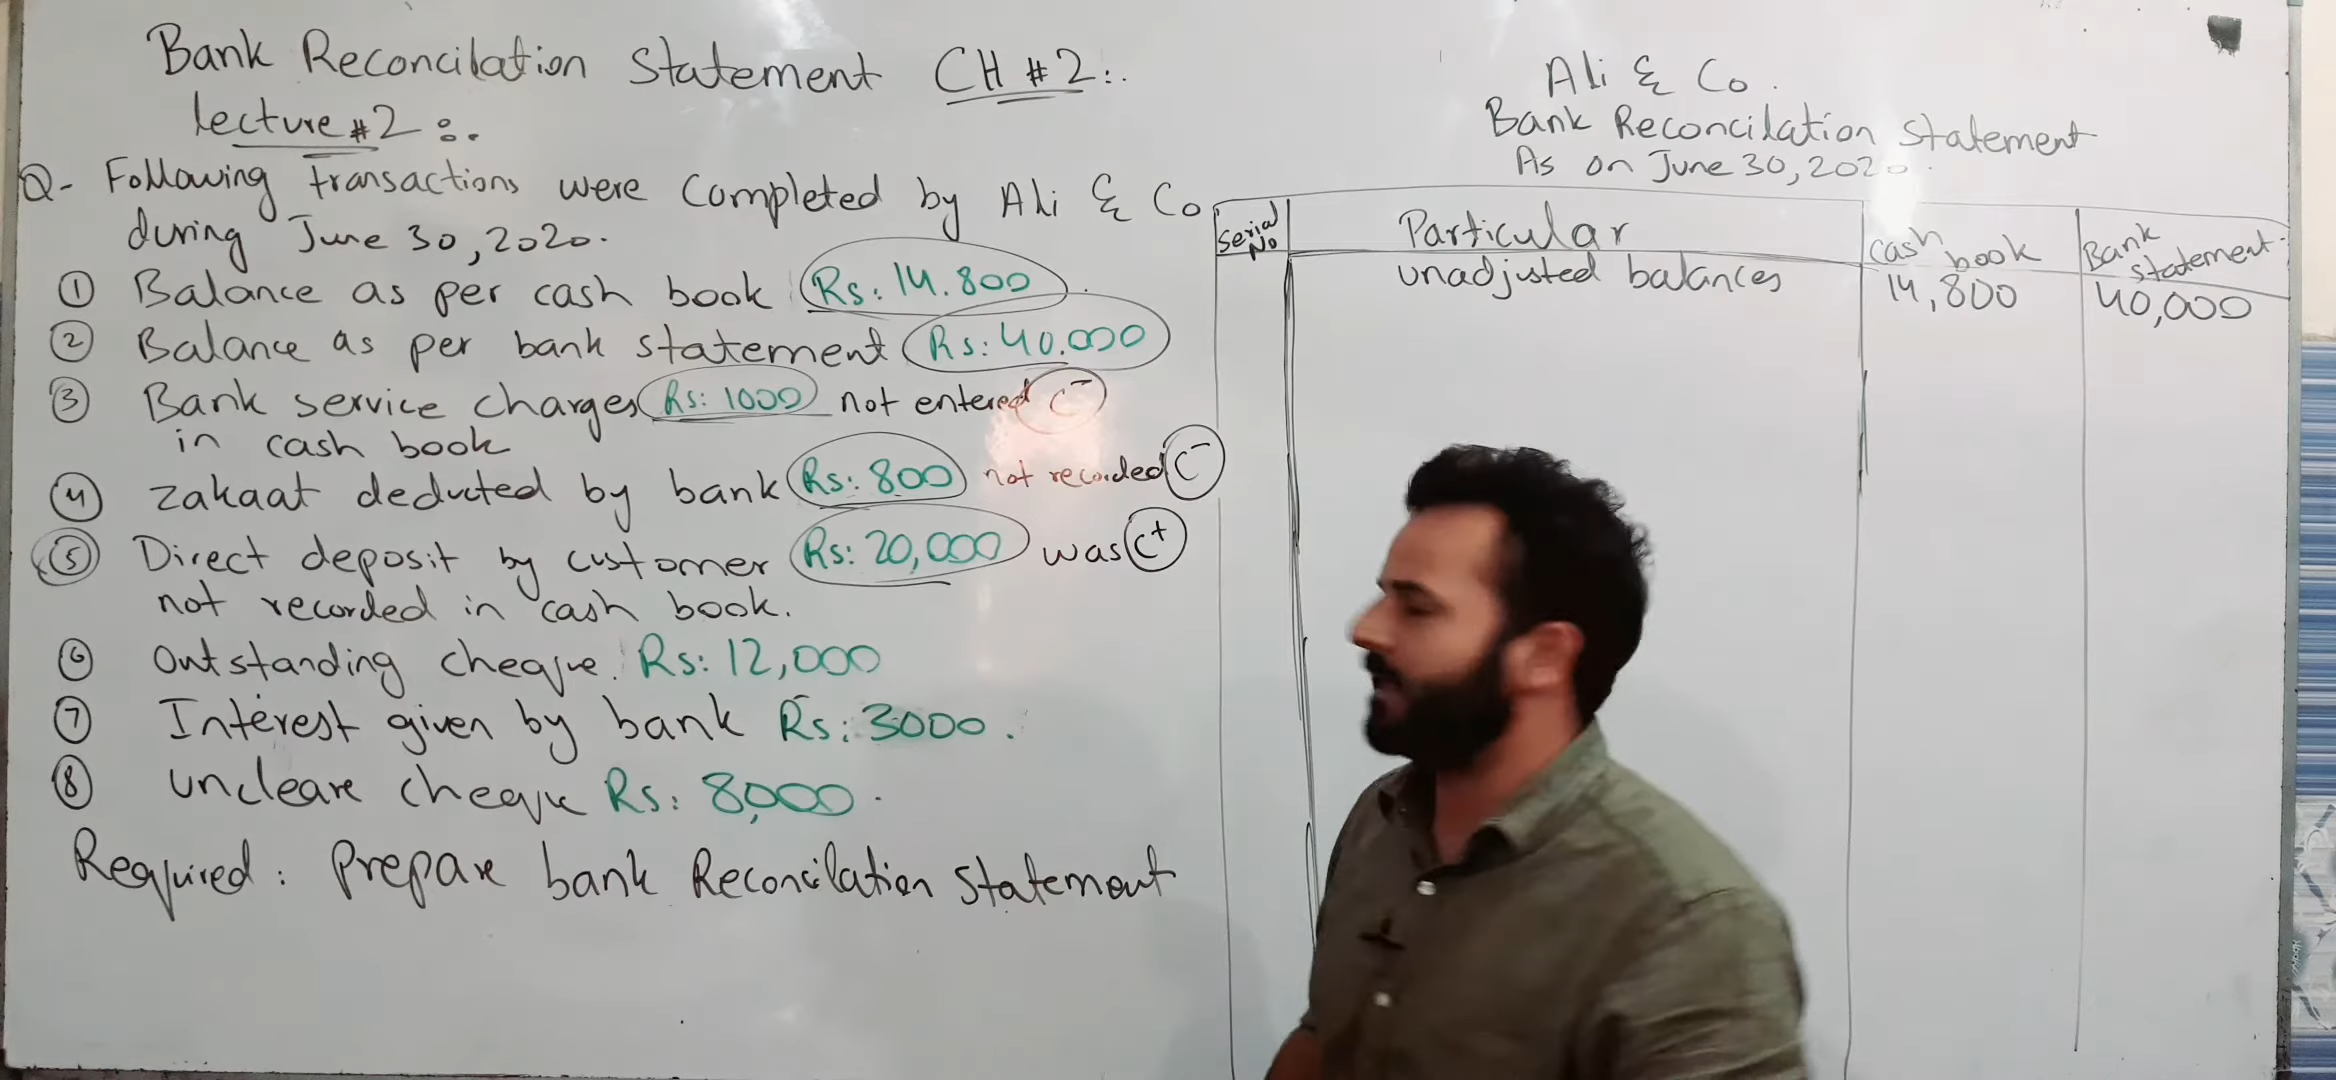 Bank Reconcilation Statement CH #2:.
lecture #2 :.
Q- Following transactions were completed by Ali & Co
during June 30, 2020.
① Balance as per cash book Rs: 14.800
② Balance as per bank statement Rs: 40.000
③ Bank service charges Rs: 1000 not entered C-
in cash book
④ zakaat deducted by bank Rs: 800 not recorded C-
⑤ Direct deposit by customer Rs: 20,000 was C+
not recorded in cash book.
⑥ Outstanding cheque. Rs: 12,000
⑦ Interest given by bank Rs: 3000.
⑧ uncleare cheque Rs: 8,000.
Required: Prepare bank Reconcilation statement
Ali & Co.
Bank Reconcilation Statement
As on June 30, 2020.
Serial No Particular cash book Bank statement
unadjusted balances 14,800 40,000